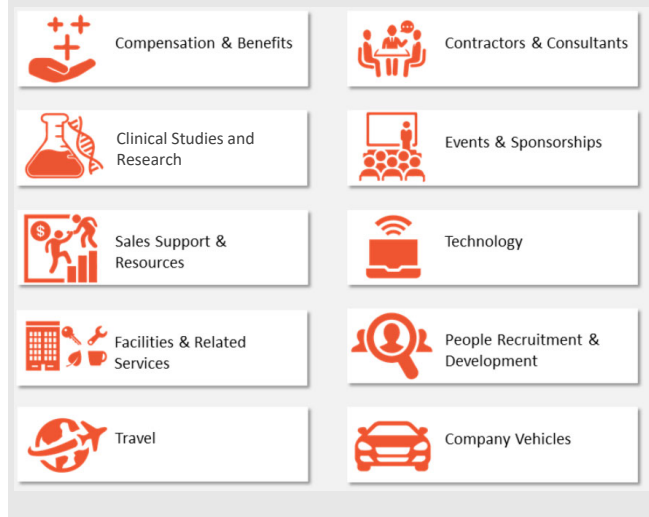 Compensation & Benefits
Contractors & Consultants
Clinical Studies and
Research
Events & Sponsorships
$
Sales Support &
Resources
Technology
Facilities & Related
Services
People Recruitment &
Development
Travel
Company Vehicles